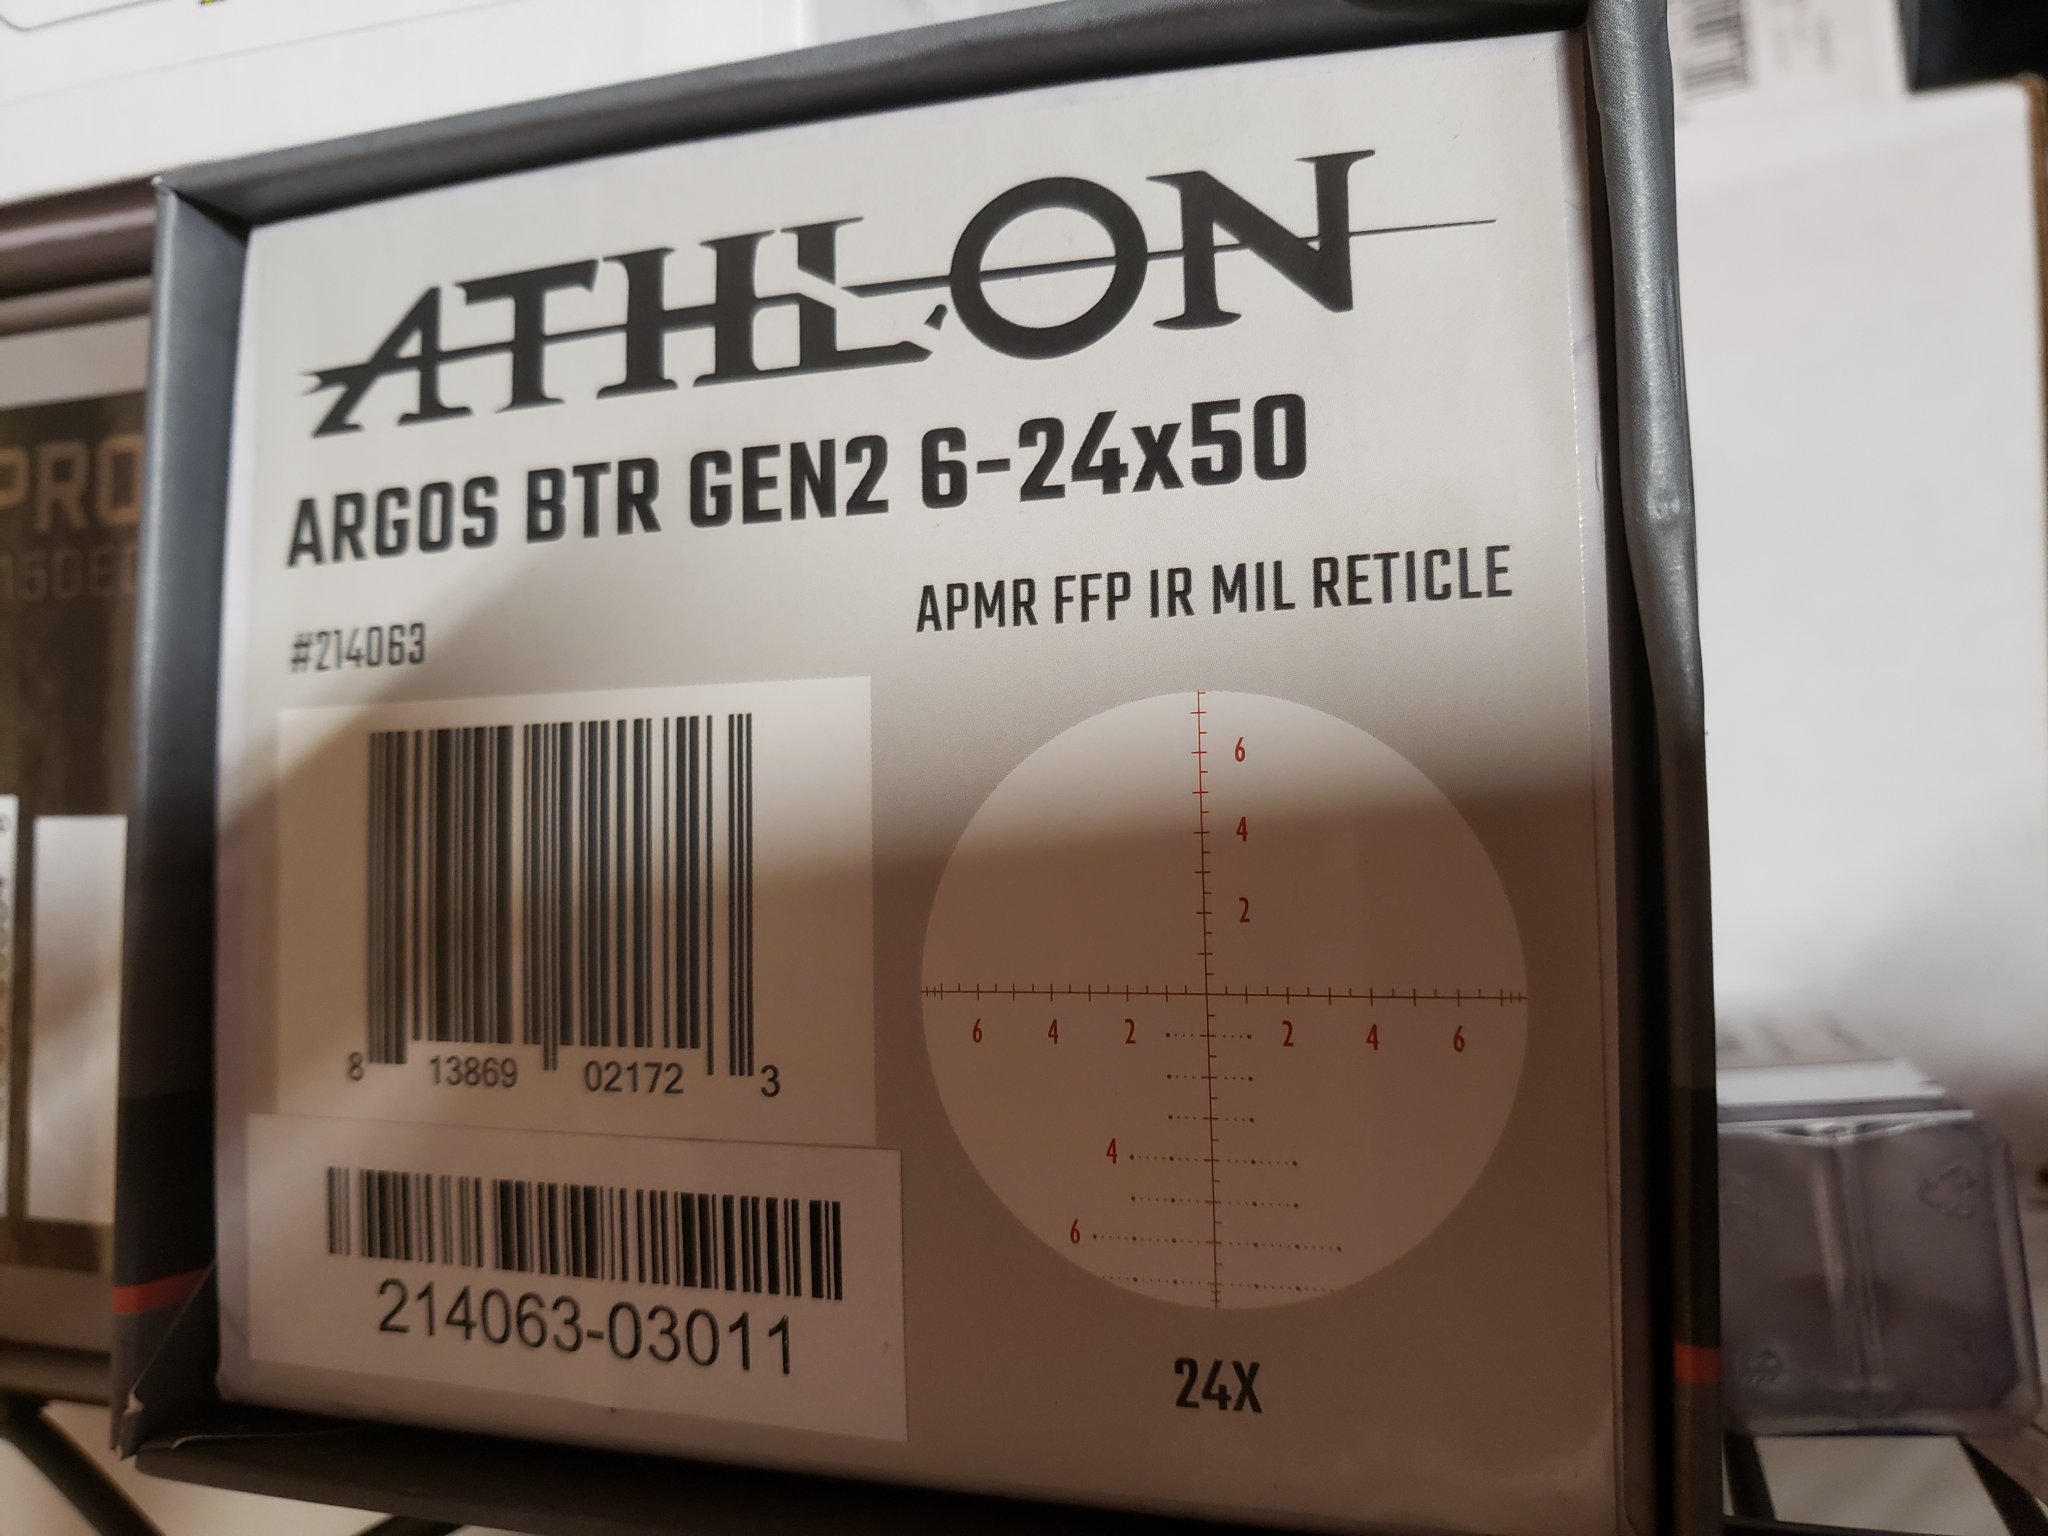 ATHLON
ARGOS BTR GEN2 6-24x50
APMR FFP IR MIL RETICLE
#214063
8 13869 02172 3
214063-03011
6
4
2
6 4 2 2 4 6
4
6
24X
PRO